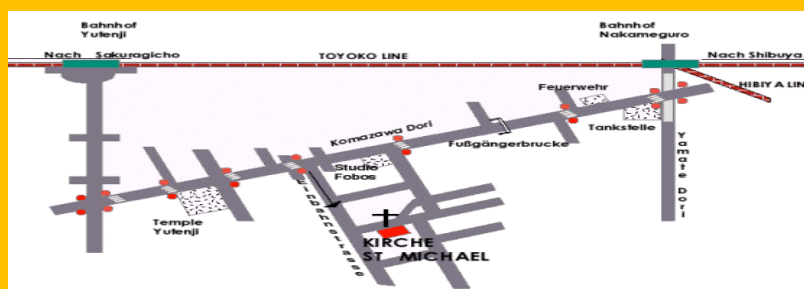 Bahnhof
Yutenji
Bahnhof
Nakameguro
Nach Sakuragicho
TOYOKO LINE
Nach Shibuya
HIBIYA LIN
Feuerwehr
Komazawa Dori
Fußgängerbrucke
Tankstelle
Studio
Fobos
Einbahnstrasse
Yamate Dori
Temple
Yutenji
KIRCHE
ST MICHAEL